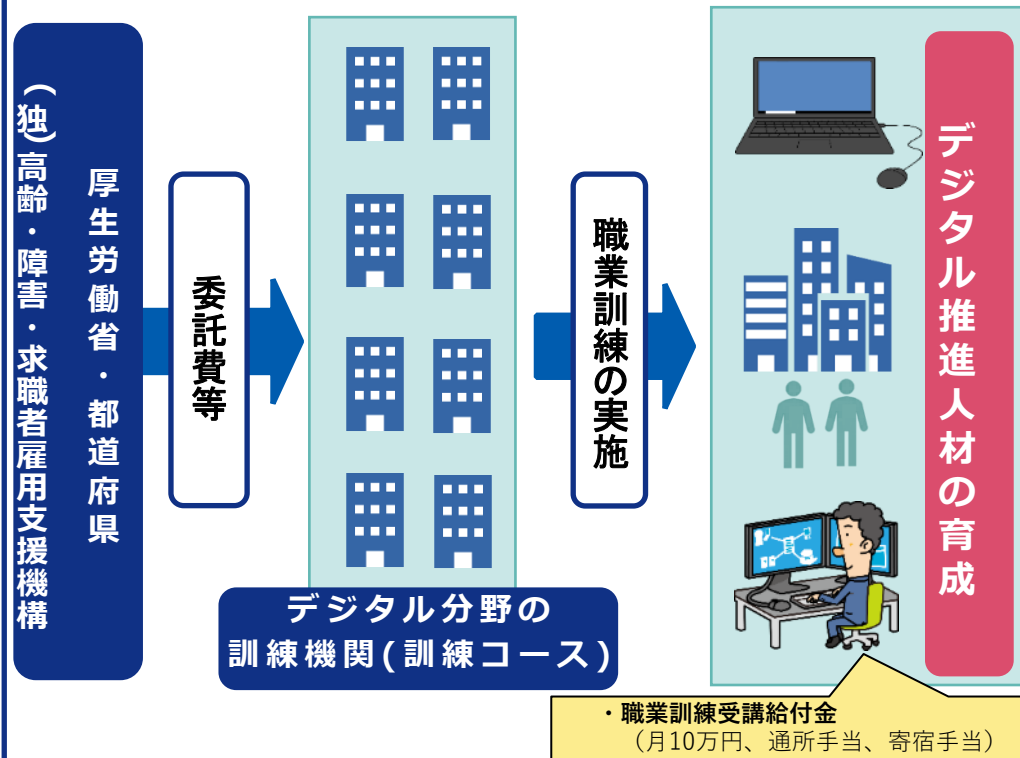 厚生労働省・都道府県
(独)高齢・障害・求職者雇用支援機構
委託費等
デジタル分野の
訓練機関(訓練コース)
職業訓練の実施
デジタル推進人材の育成
・職業訓練受講給付金
（月10万円、通所手当、寄宿手当）